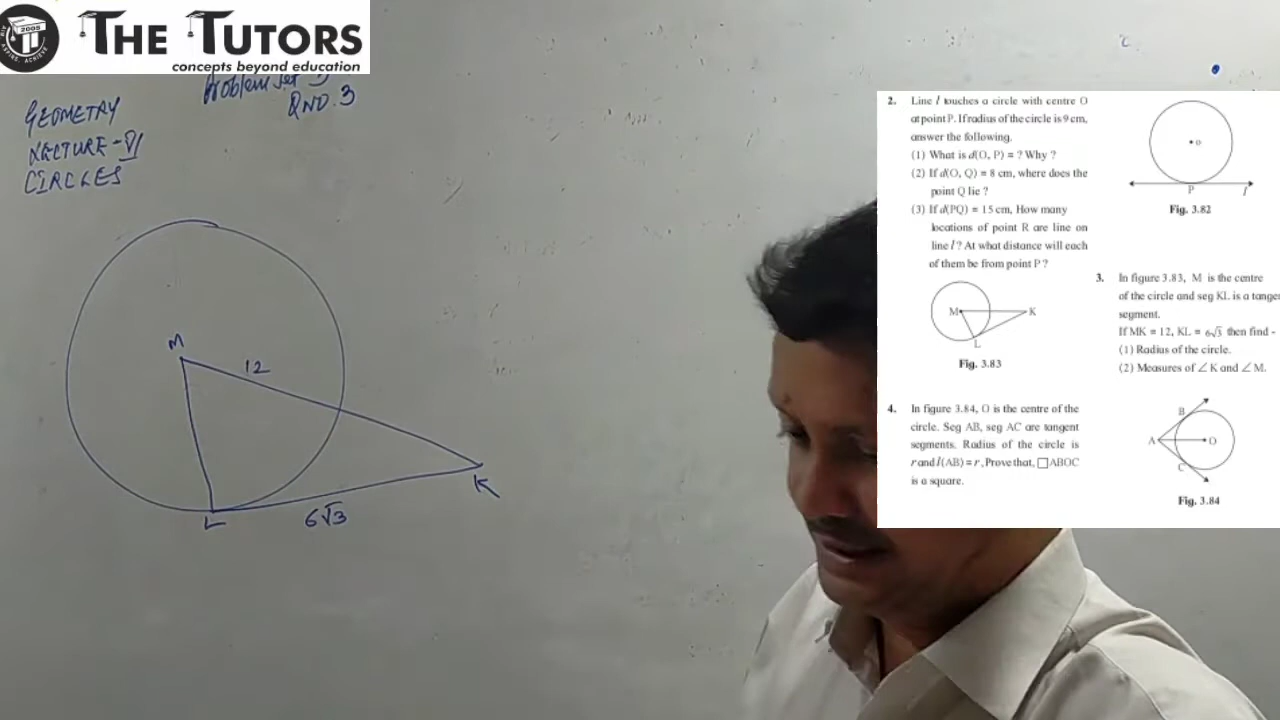 2005
AIM, ASPIRE, ACHIEVE
THE TUTORS
concepts beyond education
Problem set 3
QNO. 3
GEOMETRY
LECTURE-VI
CIRCLES
M
12
K
L
6√3
2. Line l touches a circle with centre O
at point P. If radius of the circle is 9 cm,
answer the following.
(1) What is d(O, P) = ? Why ?
(2) If d(O, Q) = 8 cm, where does the
point Q lie ?
(3) If d(PQ) = 15 cm, How many
locations of point R are line on
line l ? At what distance will each
of them be from point P ?
O
P
l
Fig. 3.82
M
K
L
Fig. 3.83
3. In figure 3.83, M is the centre
of the circle and seg KL is a tange
segment.
If MK = 12, KL = 6√3 then find -
(1) Radius of the circle.
(2) Measures of ∠K and ∠M.
4. In figure 3.84, O is the centre of the
circle. Seg AB, seg AC are tangent
segments. Radius of the circle is
r and l(AB) = r, Prove that, □ABOC
is a square.
B
A
O
C
Fig. 3.84